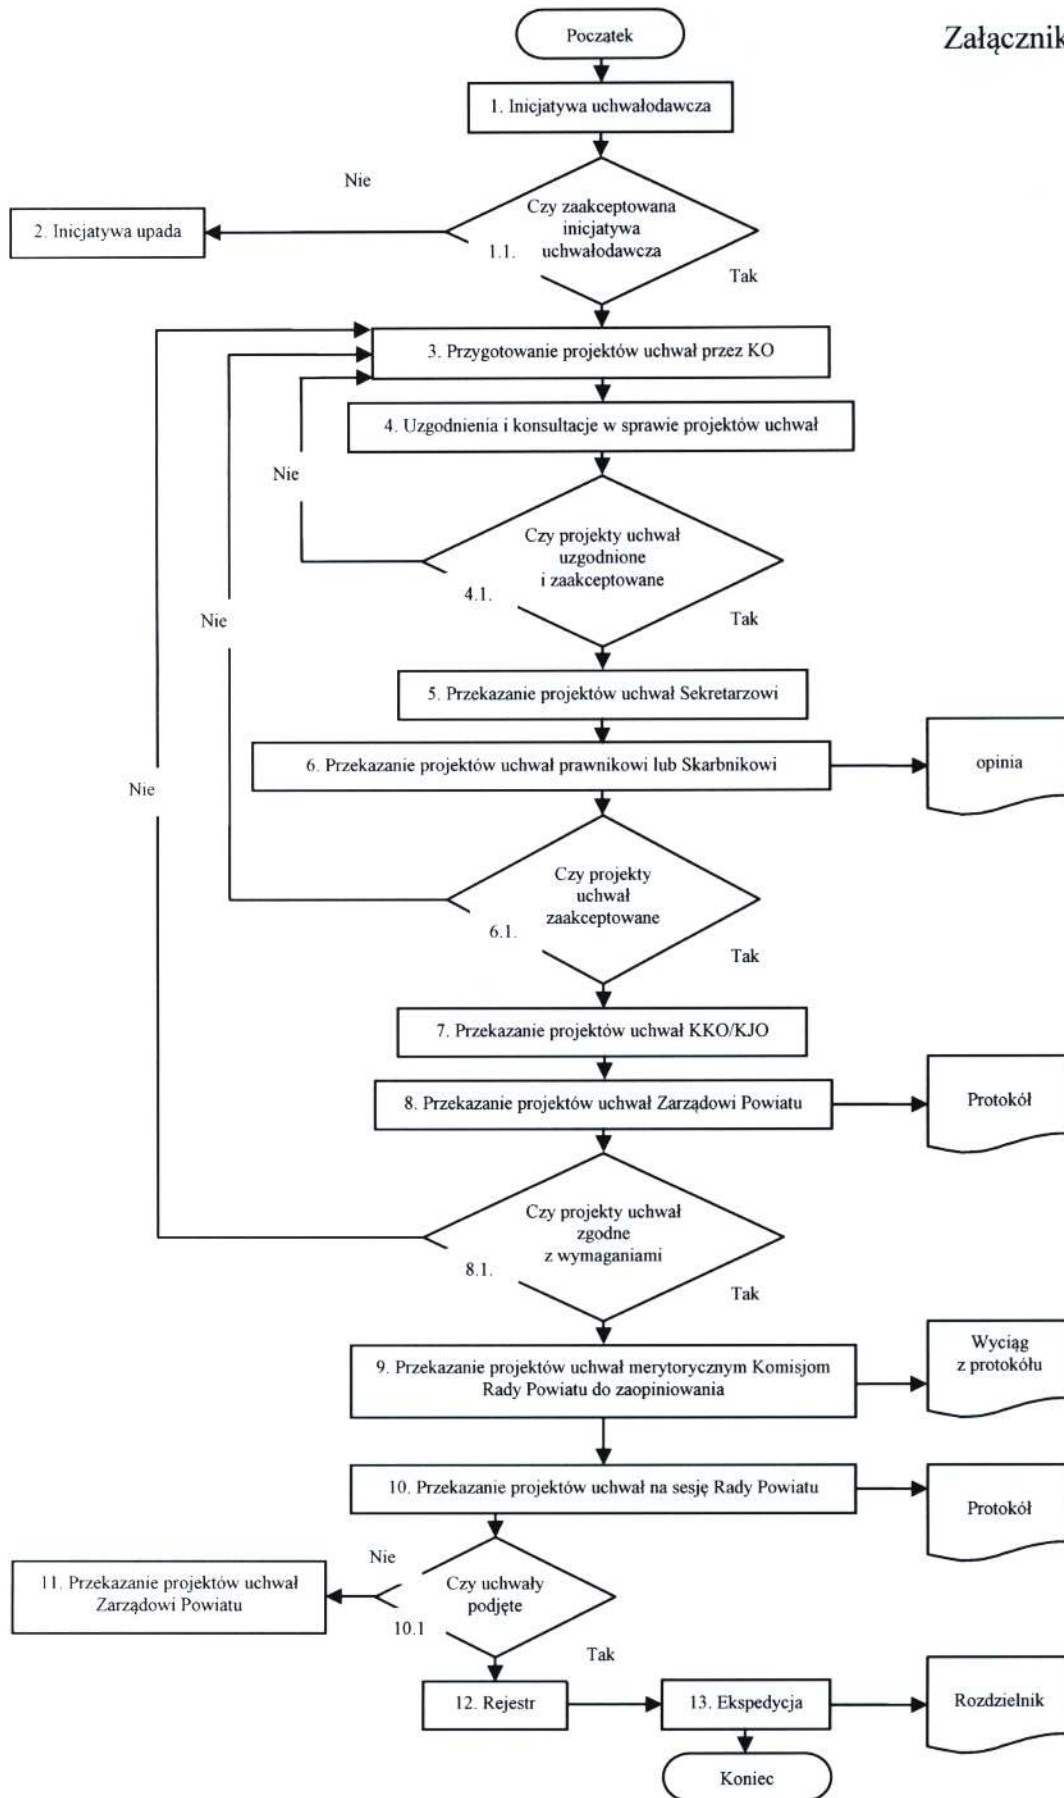 Początek
Załącznik
1. Inicjatywa uchwałodawcza
Nie
Czy zaakceptowana
inicjatywa
uchwałodawcza
2. Inicjatywa upada
1.1.
Tak
3. Przygotowanie projektów uchwał przez KO
4. Uzgodnienia i konsultacje w sprawie projektów uchwał
Nie
Czy projekty uchwał
uzgodnione
i zaakceptowane
4.1.
Nie
Tak
5. Przekazanie projektów uchwał Sekretarzowi
6. Przekazanie projektów uchwał prawnikowi lub Skarbnikowi
opinia
Nie
Czy projekty
uchwał
zaakceptowane
6.1.
Tak
7. Przekazanie projektów uchwał KKO/KJO
8. Przekazanie projektów uchwał Zarządowi Powiatu
Protokół
Czy projekty uchwał
zgodne
z wymaganiami
8.1.
Tak
9. Przekazanie projektów uchwał merytorycznym Komisjom
Rady Powiatu do zaopiniowania
Wyciąg
z protokółu
10. Przekazanie projektów uchwał na sesję Rady Powiatu
Protokół
Nie
11. Przekazanie projektów uchwał
Zarządowi Powiatu
Czy uchwały
podjęte
10.1
Tak
12. Rejestr
13. Ekspedycja
Rozdzielnik
Koniec